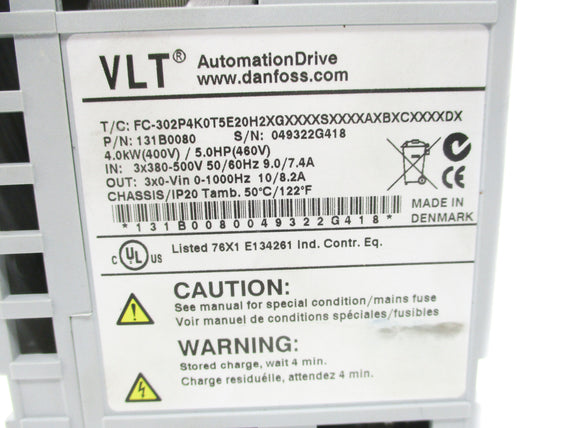 VLT® AutomationDrive
www.danfoss.com
T/C: FC-302P4K0T5E20H2XGXXXXSXXXXAXBXCXXXXDX
P/N: 131B0080 S/N: 049322G418
4.0kW(400V) / 5.0HP(460V)
IN: 3x380-500V 50/60Hz 9.0/7.4A
OUT: 3x0-Vin 0-1000Hz 10/8.2A
CHASSIS/IP20 Tamb. 50°C/122°F
*131B0080049322G418*
MADE IN
DENMARK
c UL US Listed 76X1 E134261 Ind. Contr. Eq.
CAUTION:
See manual for special condition/mains fuse
Voir manuel de conditions spéciales/fusibles
WARNING:
Stored charge, wait 4 min.
Charge residuélle, attendez 4 min.